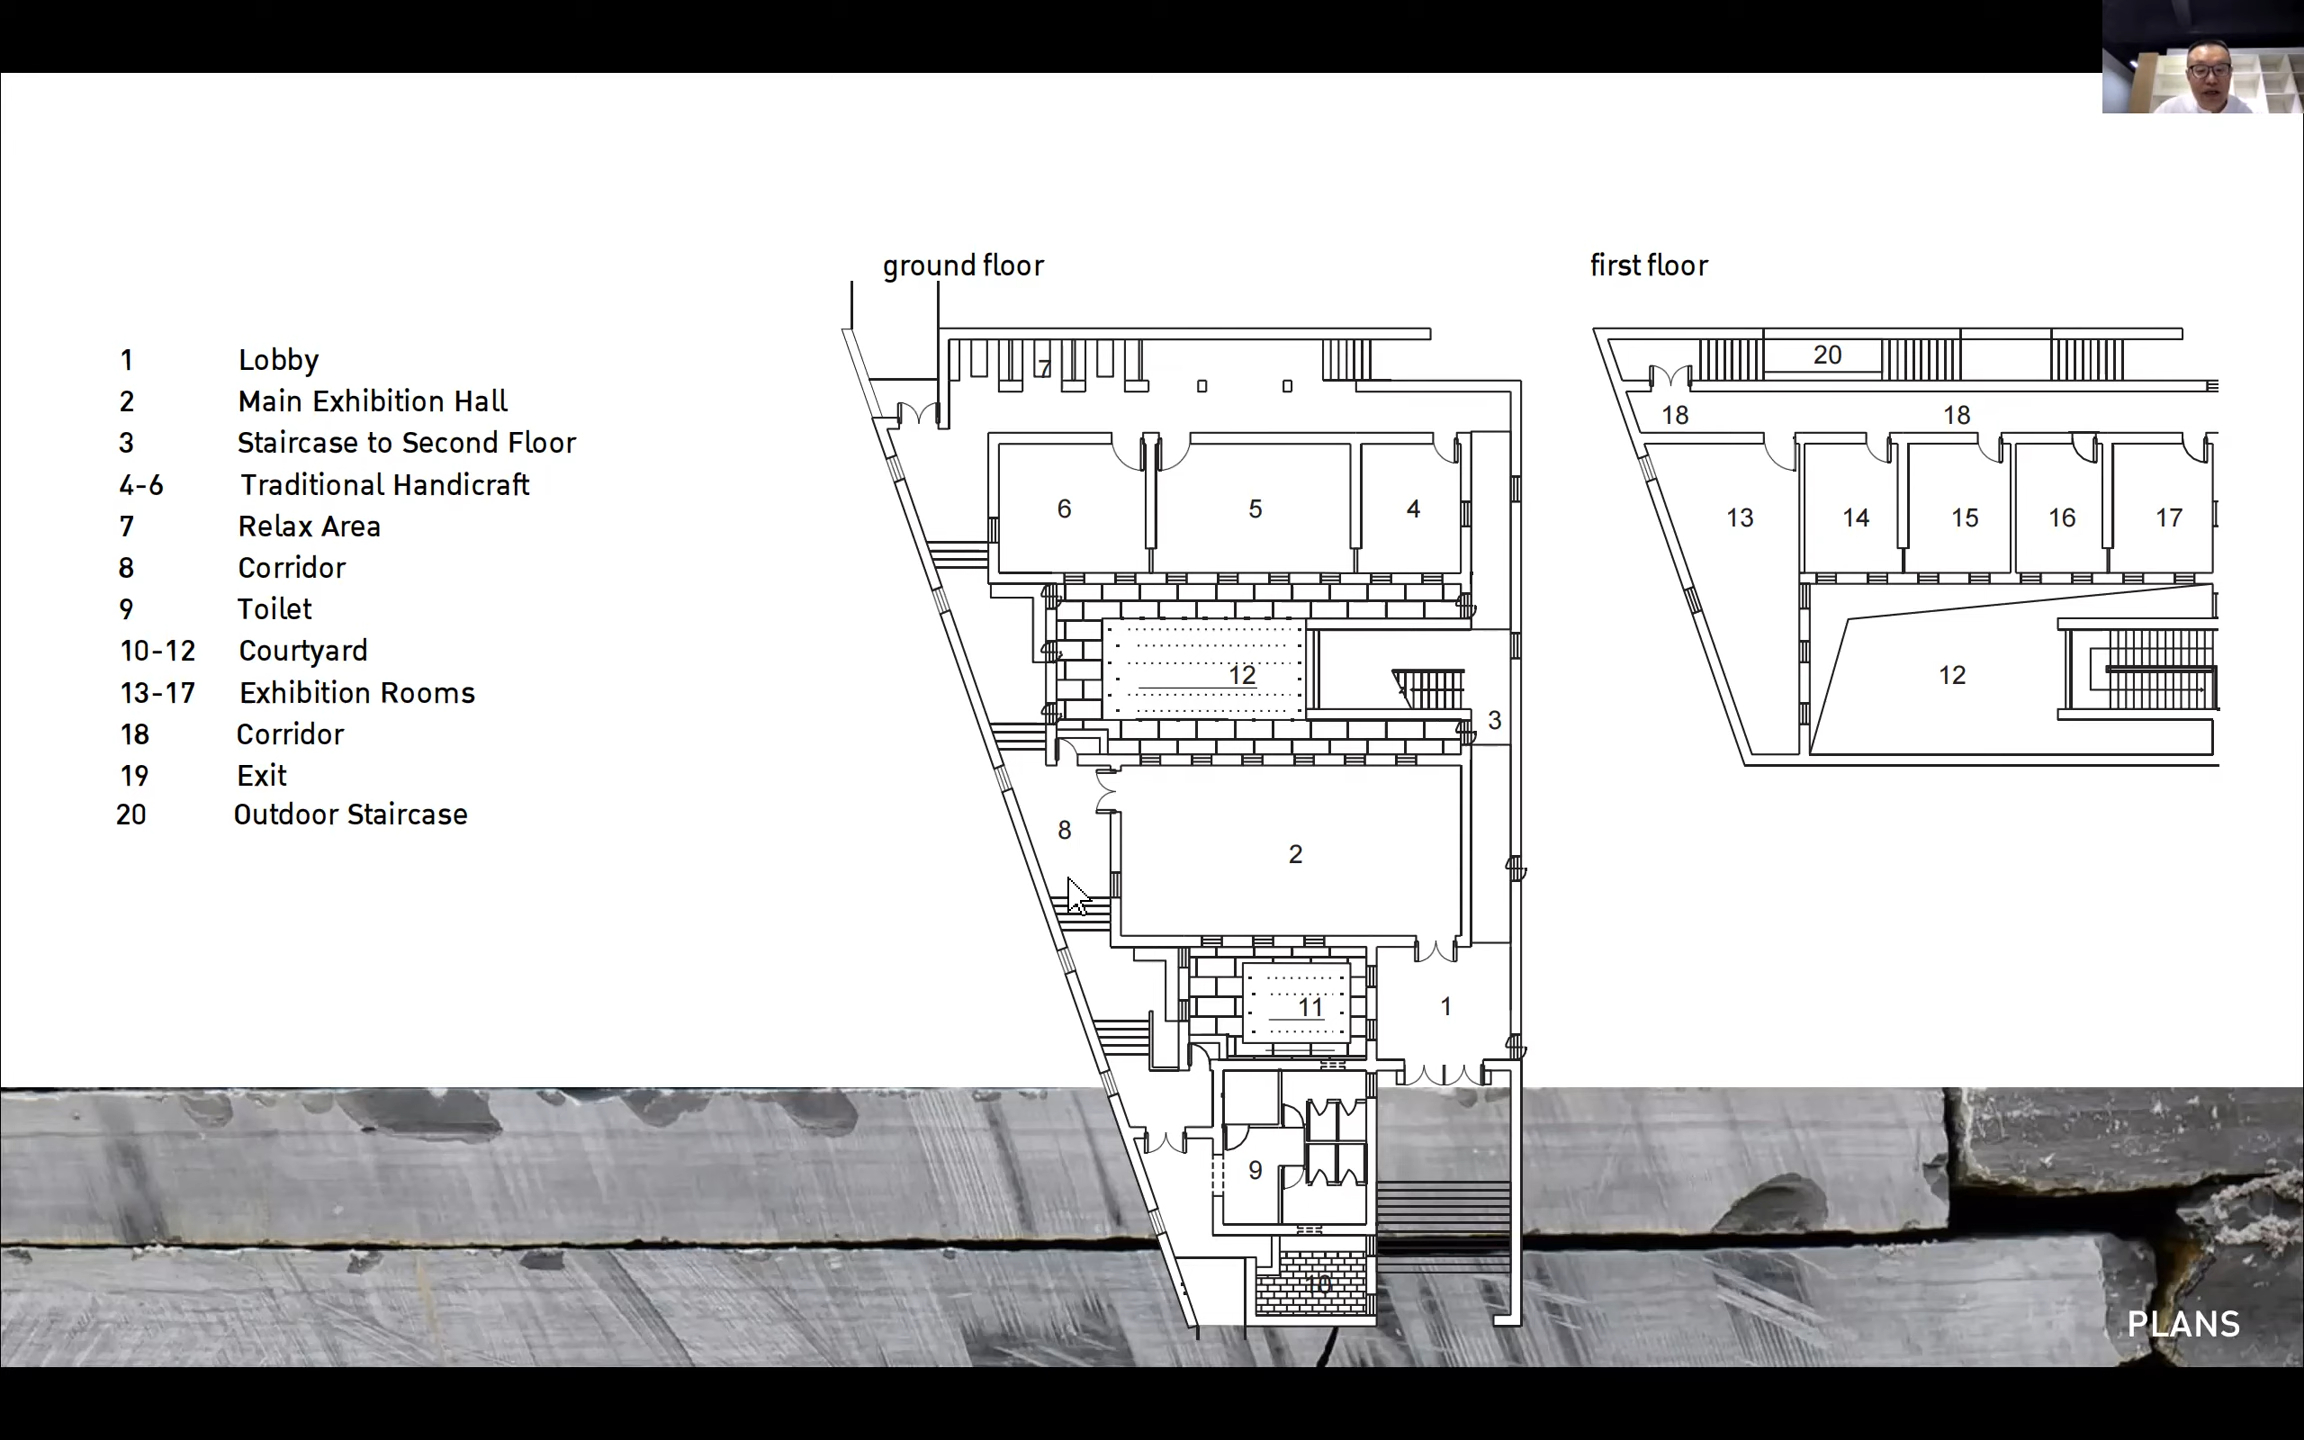 ground floor
first floor
1 Lobby
2 Main Exhibition Hall
3 Staircase to Second Floor
4-6 Traditional Handicraft
7 Relax Area
8 Corridor
9 Toilet
10-12 Courtyard
13-17 Exhibition Rooms
18 Corridor
19 Exit
20 Outdoor Staircase
7
6 5 4
12
3
8
2
11
1
9
10
20
18 18
13 14 15 16 17
12
PLANS